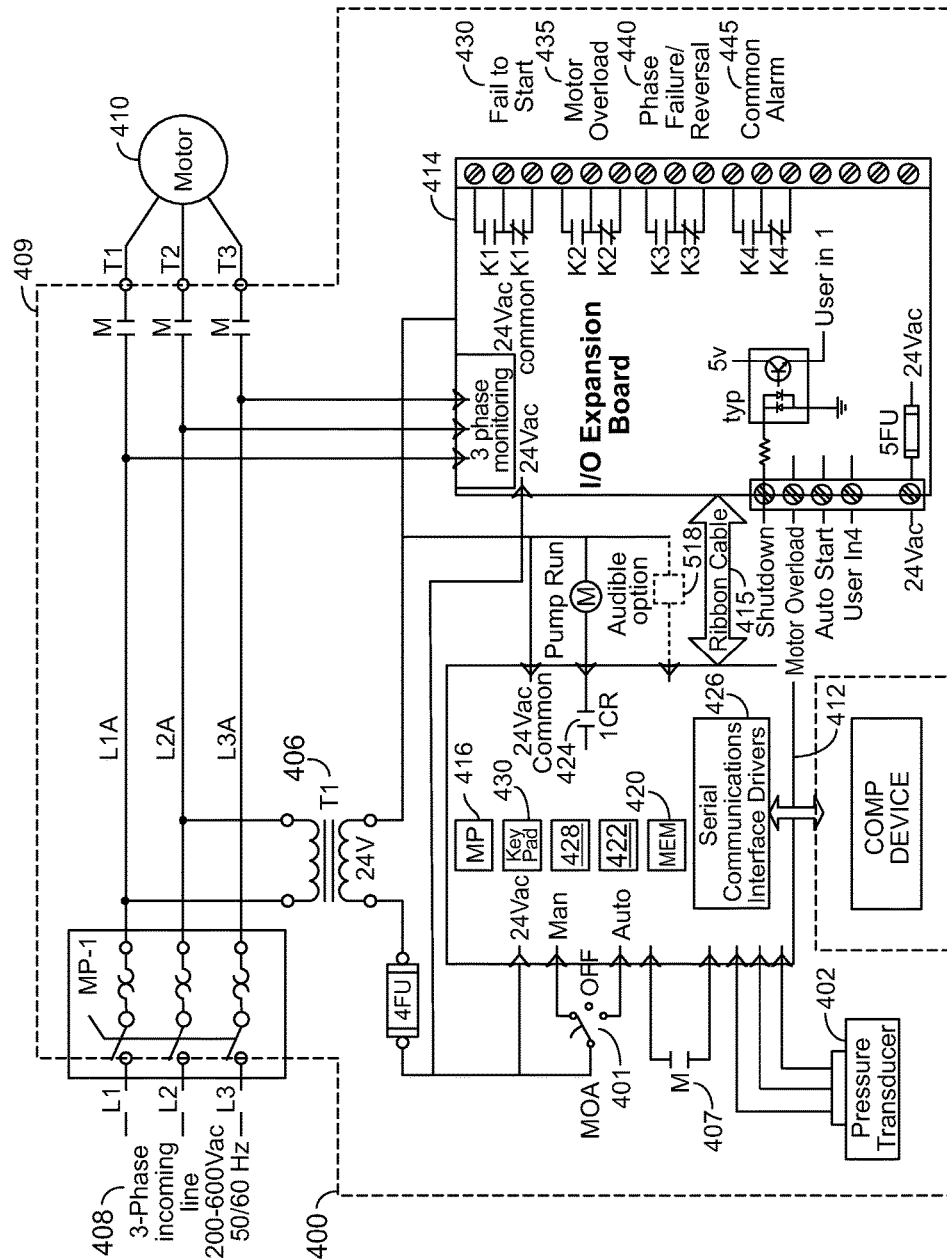 408
3-Phase
incoming
line
200-600Vac
50/60 Hz
400
L1
L2
L3
MP-1
409
L1A
L2A
L3A
406
T1
24V
4FU
M
M
M
T1
T2
T3
410
Motor
MOA
OFF
401
M
407
402
Pressure
Transducer
24Vac
Man
Auto
MP
416
Key
Pad
430
428
422
MEM
420
24Vac
Common
424
1CR
Serial
Communications
Interface Drivers
426
412
COMP
DEVICE
Pump Run
M
Audible
option
518
Ribbon Cable
415
414
3 phase
monitoring
24Vac
24Vac
common
I/O Expansion
Board
K1
K1
K2
K2
K3
K3
K4
K4
430
Fail to
Start
435
Motor
Overload
440
Phase
Failure/
Reversal
445
Common
Alarm
Shutdown
Motor Overload
Auto Start
User In4
24Vac
typ
5v
K
User in 1
5FU
24Vac